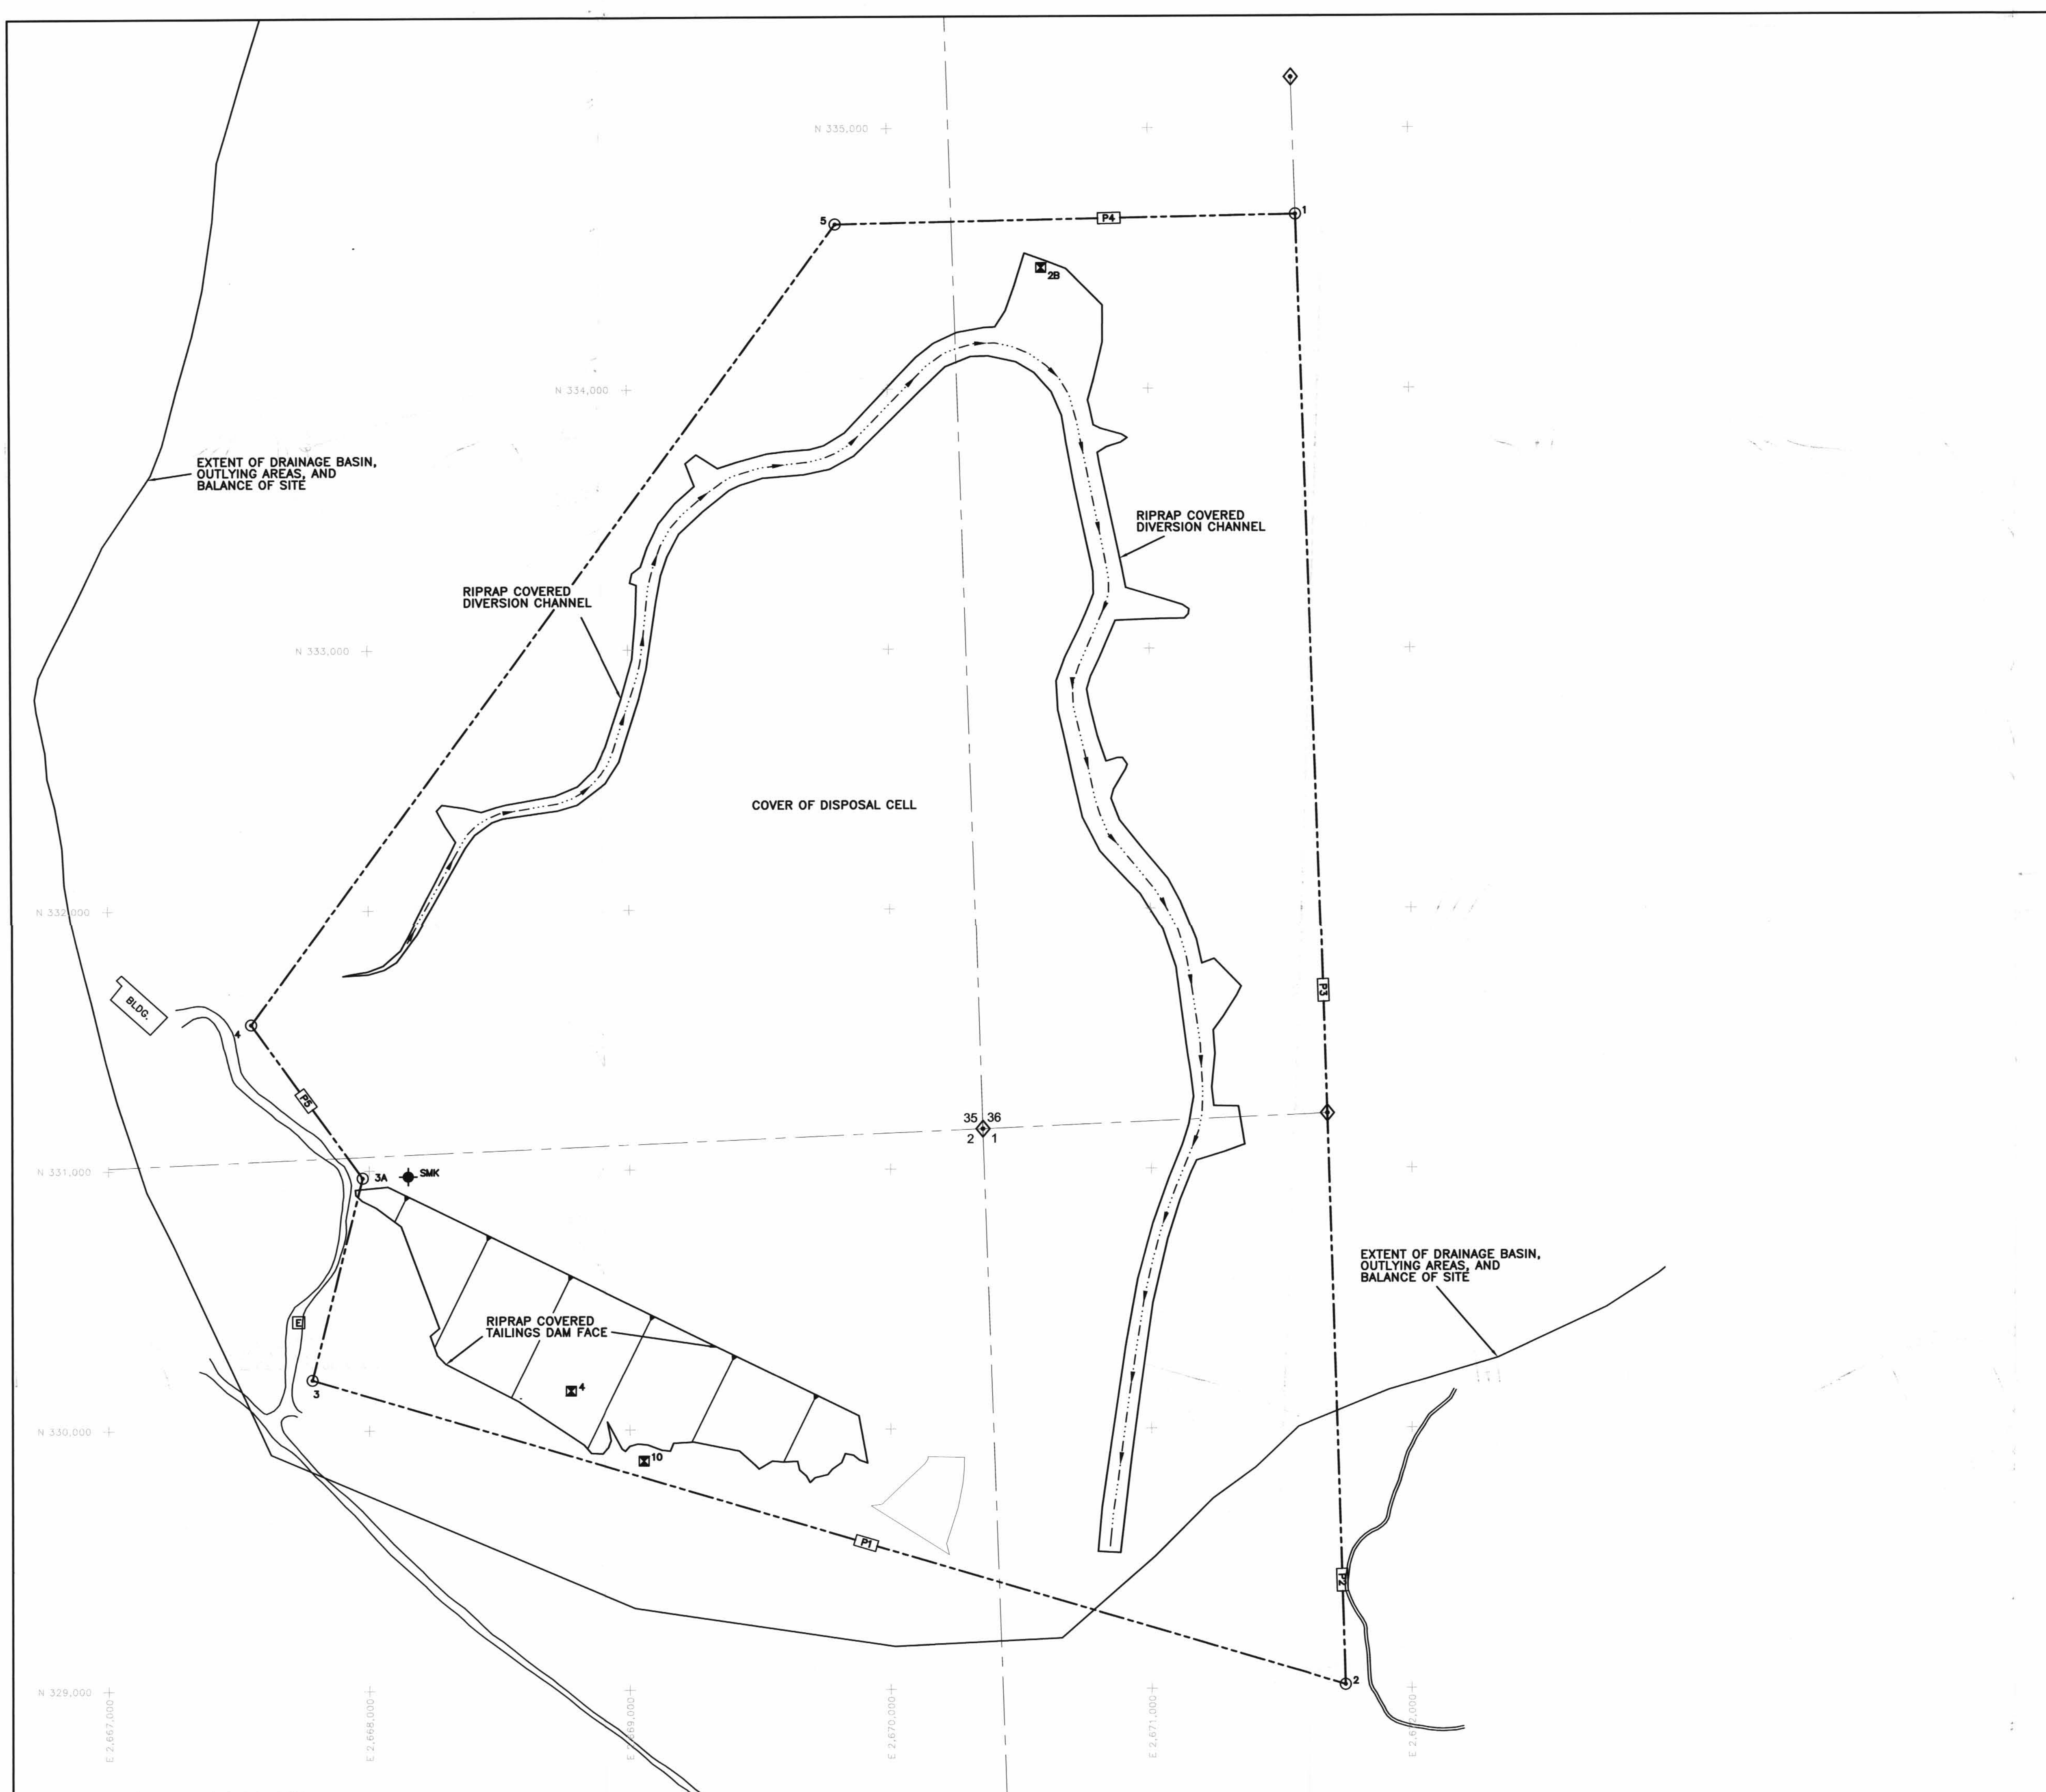 N 335,000
1
5
P4
2B
N 334,000
EXTENT OF DRAINAGE BASIN,
OUTLYING AREAS, AND
BALANCE OF SITE
RIPRAP COVERED
DIVERSION CHANNEL
RIPRAP COVERED
DIVERSION CHANNEL
N 333,000
COVER OF DISPOSAL CELL
N 332,000
BLDG.
P3
4
P5
35 36
2 1
N 331,000
3A
SMK
EXTENT OF DRAINAGE BASIN,
OUTLYING AREAS, AND
BALANCE OF SITE
E
RIPRAP COVERED
TAILINGS DAM FACE
3
4
N 330,000
10
P1
P2
2
N 329,000
E 2,667,000
E 2,668,000
E 2,669,000
E 2,670,000
E 2,671,000
E 2,672,000